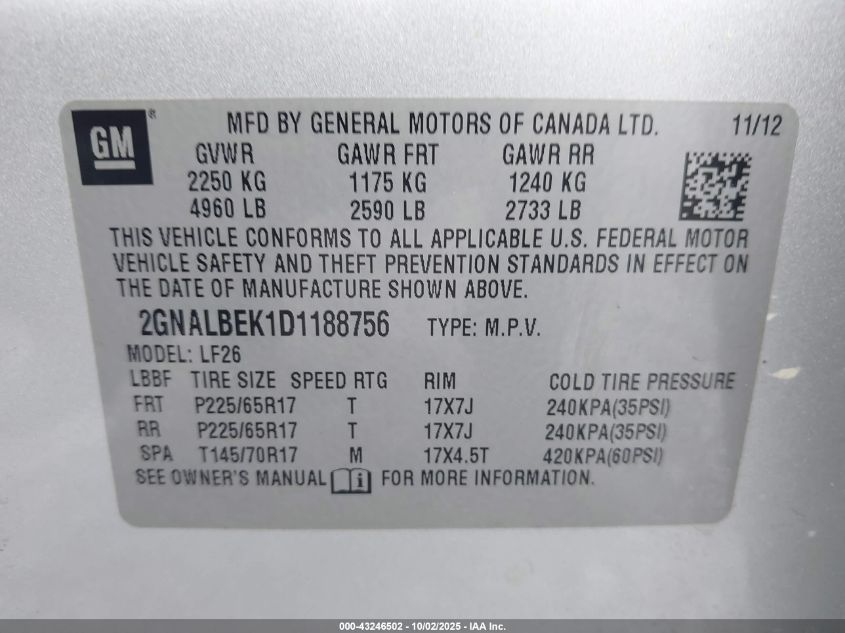 GM
®
MFD BY GENERAL MOTORS OF CANADA LTD. 11/12
GVWR GAWR FRT GAWR RR
2250 KG 1175 KG 1240 KG
4960 LB 2590 LB 2733 LB
THIS VEHICLE CONFORMS TO ALL APPLICABLE U.S. FEDERAL MOTOR
VEHICLE SAFETY AND THEFT PREVENTION STANDARDS IN EFFECT ON
THE DATE OF MANUFACTURE SHOWN ABOVE.
2GNALBEK1D1188756 TYPE: M.P.V.
MODEL: LF26
LBBF TIRE SIZE SPEED RTG RIM COLD TIRE PRESSURE
FRT P225/65R17 T 17X7J 240KPA(35PSI)
RR P225/65R17 T 17X7J 240KPA(35PSI)
SPA T145/70R17 M 17X4.5T 420KPA(60PSI)
SEE OWNER'S MANUAL i FOR MORE INFORMATION.
000-43246502 - 10/02/2025 - IAA Inc.